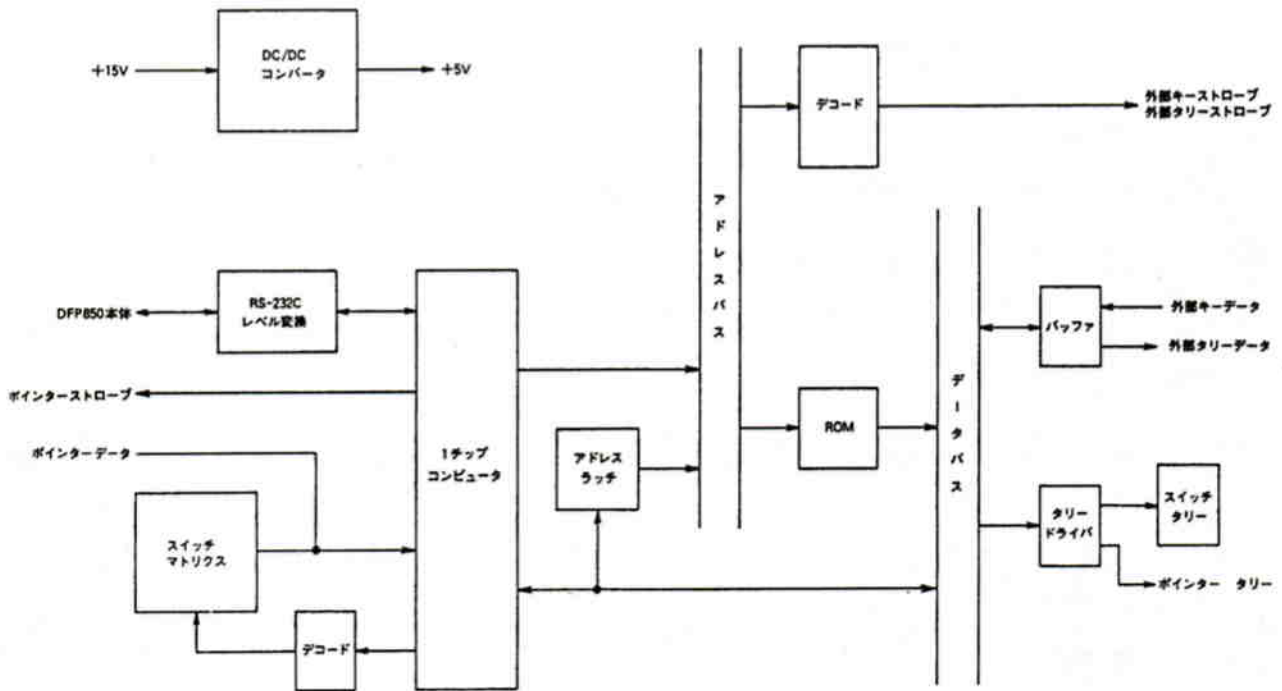 DC/DC
コンバータ
+15V
+5V
デコード
外部キーストローブ
外部タリーストローブ
アドレスバス
RS-232C
レベル変換
DFP850本体
ポインターストローブ
ポインターデータ
1チップ
コンピュータ
スイッチ
マトリクス
デコード
アドレス
ラッチ
ROM
データバス
バッファ
外部キーデータ
外部タリーデータ
タリー
ドライバ
スイッチ
タリー
ポインター タリー